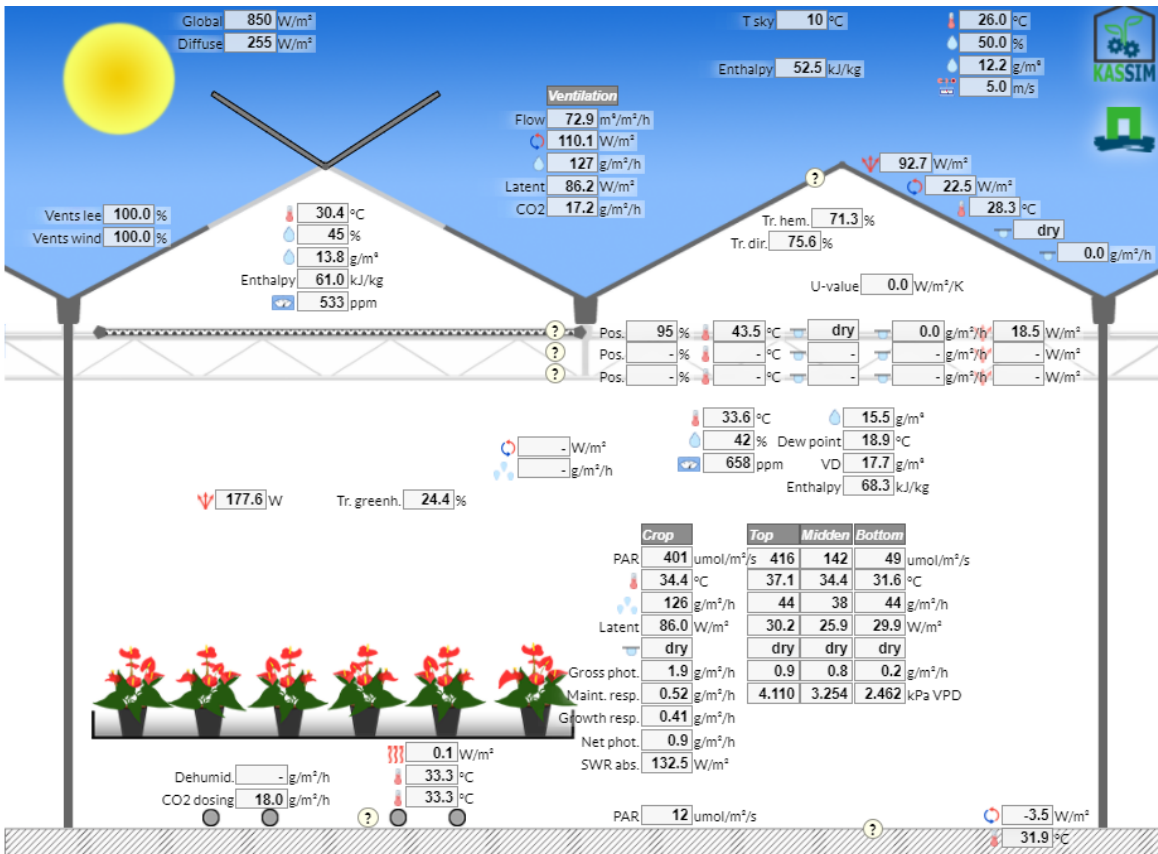 Global 850 W/m² T sky 10 °C 26.0 °C
Diffuse 255 W/m² 50.0 %
Enthalpy 52.5 kJ/kg 12.2 g/m³
KASSIM
5.0 m/s
Ventilation
Flow 72.9 m³/m²/h
110.1 W/m²
127 g/m²/h
Latent 86.2 W/m²
CO2 17.2 g/m²/h
92.7 W/m²
22.5 W/m²
28.3 °C
dry
0.0 g/m²/h
?
Vents lee 100.0 %
Vents wind 100.0 %
30.4 °C
45 %
13.8 g/m³
Enthalpy 61.0 kJ/kg
533 ppm
Tr. hem. 71.3 %
Tr. dir. 75.6 %
U-value 0.0 W/m²/K
? Pos. 95 % 43.5 °C dry 0.0 g/m²/h 18.5 W/m²
? Pos. - % - °C - - g/m²/h - W/m²
? Pos. - % - °C - - g/m²/h - W/m²
33.6 °C 15.5 g/m³
42 % Dew point 18.9 °C
658 ppm VD 17.7 g/m³
Enthalpy 68.3 kJ/kg
- W/m²
- g/m²/h
177.6 W Tr. greenh. 24.4 %
Crop Top Midden Bottom
PAR 401 umol/m²/s 416 142 49 umol/m²/s
34.4 °C 37.1 34.4 31.6 °C
126 g/m²/h 44 38 44 g/m²/h
Latent 86.0 W/m² 30.2 25.9 29.9 W/m²
dry dry dry dry
Gross phot. 1.9 g/m²/h 0.9 0.8 0.2 g/m²/h
Maint. resp. 0.52 g/m²/h 4.110 3.254 2.462 kPa VPD
Growth resp. 0.41 g/m²/h
Net phot. 0.9 g/m²/h
SWR abs. 132.5 W/m²
0.1 W/m²
Dehumid. - g/m²/h 33.3 °C
CO2 dosing 18.0 g/m²/h 33.3 °C
? PAR 12 umol/m²/s ? -3.5 W/m²
31.9 °C